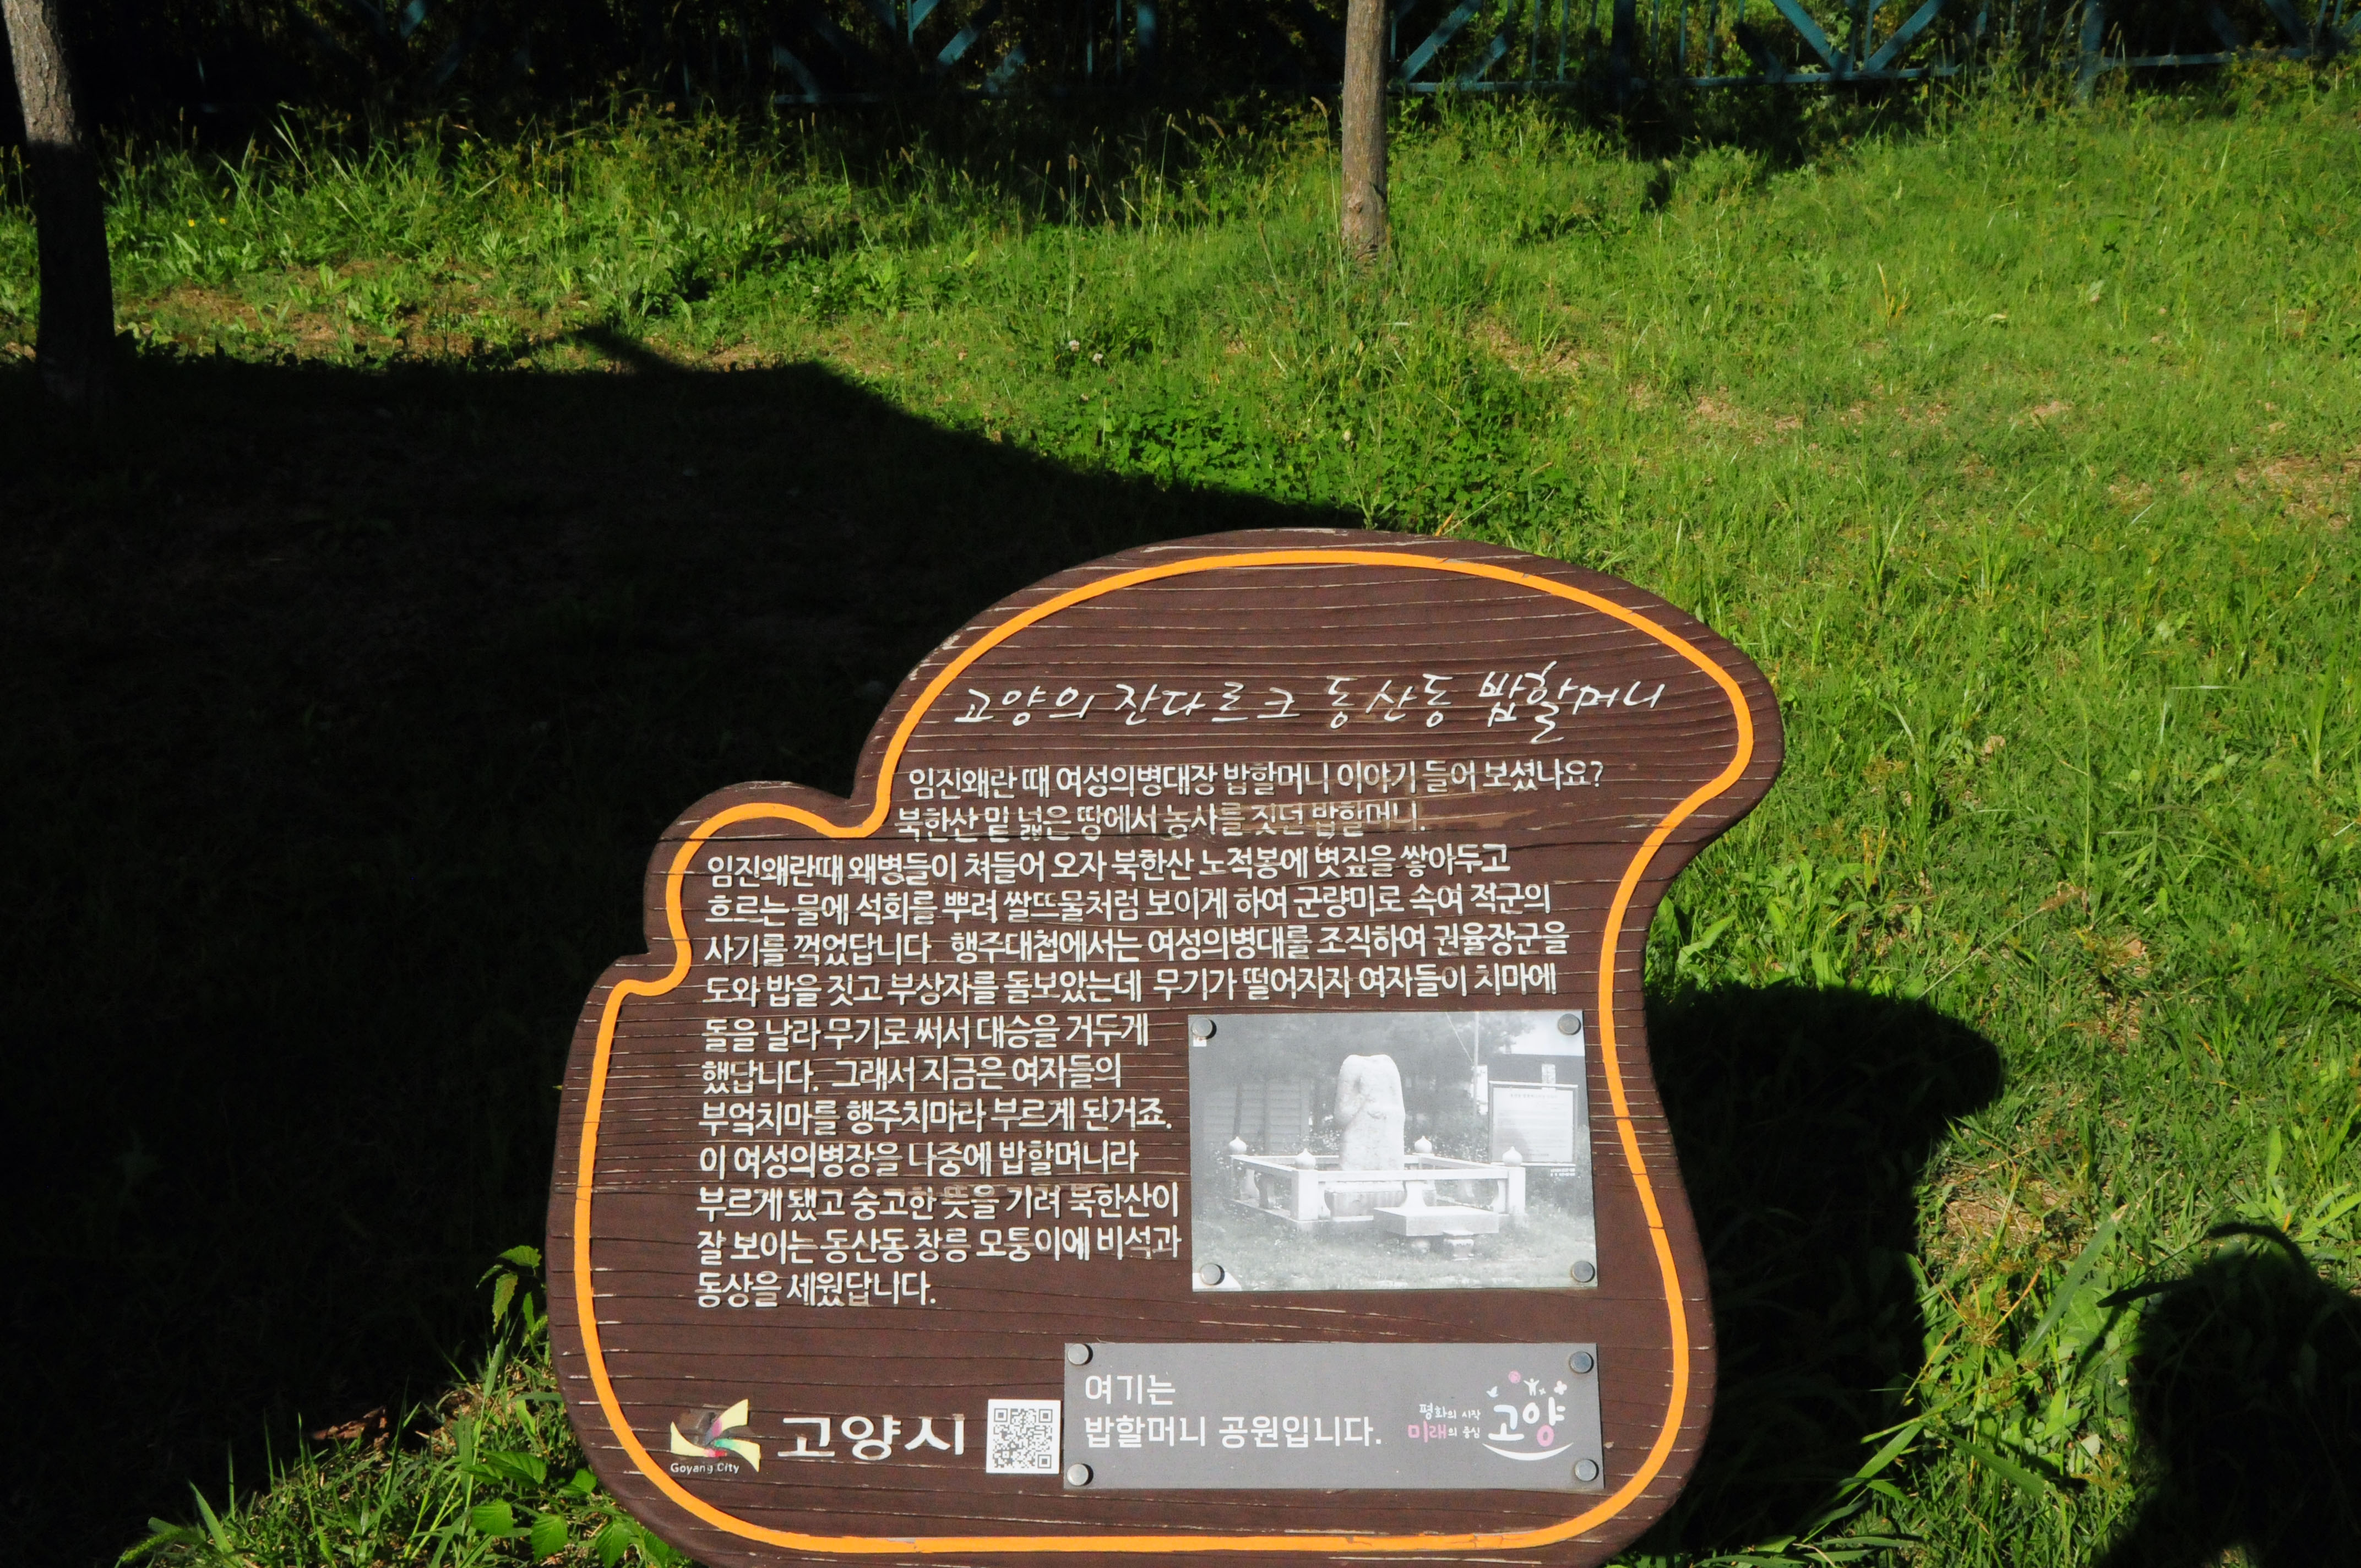 고양의 잔다르크 동산동 밥할머니
임진왜란 때 여성의병대장 밥할머니 이야기 들어 보셨나요?
북한산 밑 넓은 땅에서 농사를 짓던 밥할머니.
임진왜란때 왜병들이 쳐들어 오자 북한산 노적봉에 볏짚을 쌓아두고
흐르는 물에 석회를 뿌려 쌀뜨물처럼 보이게 하여 군량미로 속여 적군의
사기를 꺽었답니다 행주대첩에서는 여성의병대를 조직하여 권율장군을
도와 밥을 짓고 부상자를 돌보았는데 무기가 떨어지자 여자들이 치마에
돌을 날라 무기로 써서 대승을 거두게
했답니다. 그래서 지금은 여자들의
부엌치마를 행주치마라 부르게 된거죠.
이 여성의병장을 나중에 밥할머니라
부르게 됐고 숭고한 뜻을 기려 북한산이
잘 보이는 동산동 창릉 모퉁이에 비석과
동상을 세웠답니다.
Goyang City
고양시
여기는
밥할머니 공원입니다.
평화의 시작
미래의 중심
고양